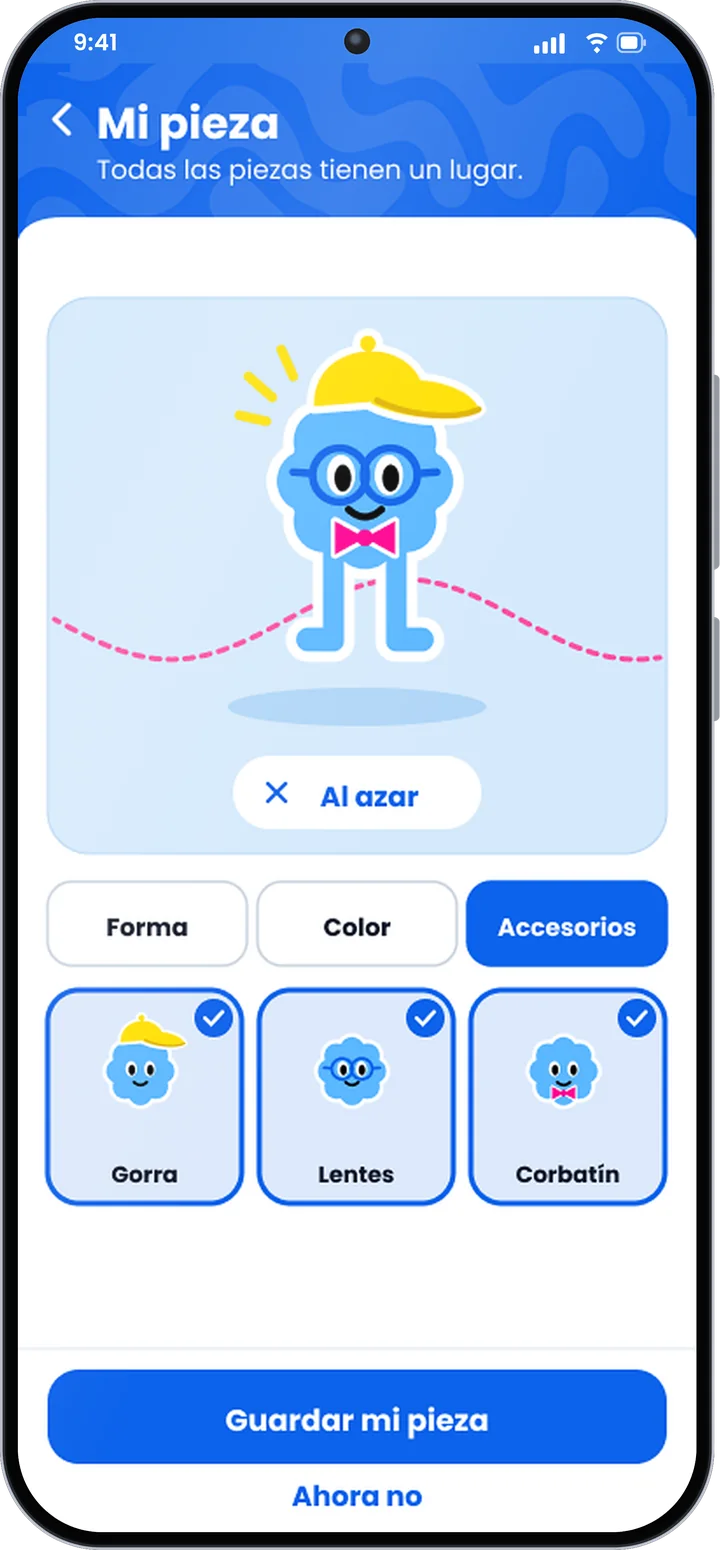 9:41
Mi pieza
Todas las piezas tienen un lugar.
Al azar
Forma
Color
Accesorios
Gorra
Lentes
Corbatín
Guardar mi pieza
Ahora no